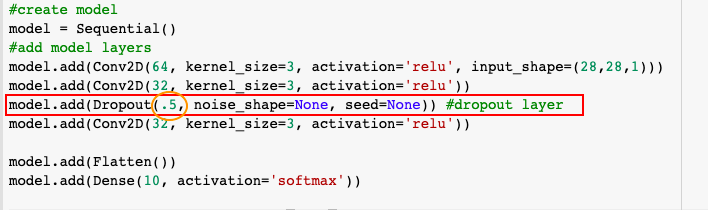 #create model
model = Sequential()
#add model layers
model.add(Conv2D(64, kernel_size=3, activation='relu', input_shape=(28,28,1)))
model.add(Conv2D(32, kernel_size=3, activation='relu'))
model.add(Dropout(.5, noise_shape=None, seed=None)) #dropout layer
model.add(Conv2D(32, kernel_size=3, activation='relu'))
model.add(Flatten())
model.add(Dense(10, activation='softmax'))